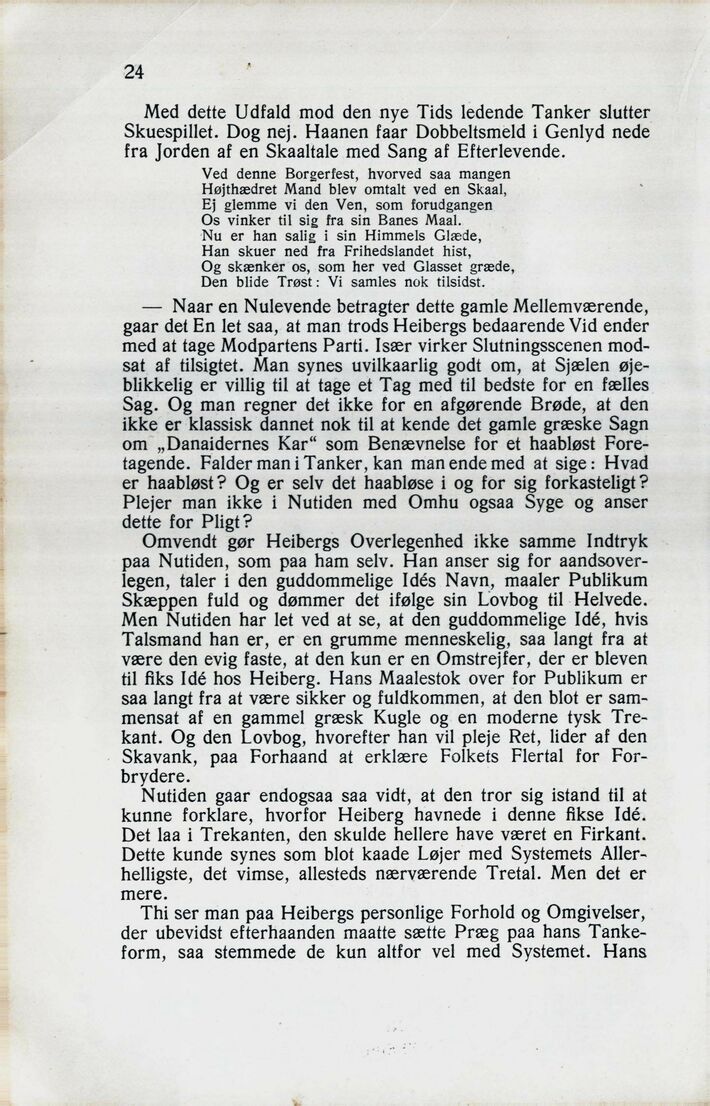 24
Med dette Udfald mod den nye Tids ledende Tanker slutter
Skuespillet. Dog nej. Haanen faar Dobbeltsmeld i Genlyd nede
fra Jorden af en Skaaltale med Sang af Efterlevende.
Ved denne Borgerfest, hvorved saa mangen
Højthædret Mand blev omtalt ved en Skaal,
Ej glemme vi den Ven, som forudgangen
Os vinker til sig fra sin Banes Maal.
Nu er han salig i sin Himmels Glæde,
Han skuer ned fra Frihedslandet hist,
Og skænker os, som her ved Glasset græde,
Den blide Trøst: Vi samles nok tilsidst.
— Naar en Nulevende betragter dette gamle Mellemværende,
gaar det En let saa, at man trods Heibergs bedaarende Vid ender
med at tage Modpartens Parti. Især virker Slutningsscenen mod-
sat af tilsigtet. Man synes uvilkaarlig godt om, at Sjælen øje-
blikkelig er villig til at tage et Tag med til bedste for en fælles
Sag. Og man regner det ikke for en afgørende Brøde, at den
ikke er klassisk dannet nok til at kende det gamle græske Sagn
om „Danaidernes Kar“ som Benævnelse for et haabløst Fore-
tagende. Falder man i Tanker, kan man ende med at sige: Hvad
er haabløst? Og er selv det haabløse i og for sig forkasteligt?
Plejer man ikke i Nutiden med Omhu ogsaa Syge og anser
dette for Pligt?
Omvendt gør Heibergs Overlegenhed ikke samme Indtryk
paa Nutiden, som paa ham selv. Han anser sig for aandsover-
legen, taler i den guddommelige Idés Navn, maaler Publikum
Skæppen fuld og dømmer det ifølge sin Lovbog til Helvede.
Men Nutiden har let ved at se, at den guddommelige Idé, hvis
Talsmand han er, er en grumme menneskelig, saa langt fra at
være den evig faste, at den kun er en Omstrejfer, der er bleven
til fiks Idé hos Heiberg. Hans Maalestok over for Publikum er
saa langt fra at være sikker og fuldkommen, at den blot er sam-
mensat af en gammel græsk Kugle og en moderne tysk Tre-
kant. Og den Lovbog, hvorefter han vil pleje Ret, lider af den
Skavank, paa Forhaand at erklære Folkets Flertal for For-
brydere.
Nutiden gaar endogsaa saa vidt, at den tror sig istand til at
kunne forklare, hvorfor Heiberg havnede i denne fikse Idé.
Det laa i Trekanten, den skulde hellere have været en Firkant.
Dette kunde synes som blot kaade Løjer med Systemets Aller-
helligste, det vimse, allesteds nærværende Tretal. Men det er
mere.
Thi ser man paa Heibergs personlige Forhold og Omgivelser,
der ubevidst efterhaanden maatte sætte Præg paa hans Tanke-
form, saa stemmede de kun altfor vel med Systemet. Hans